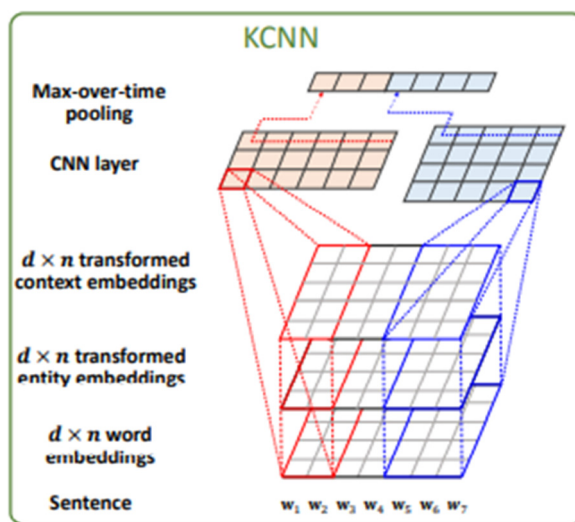 KCNN
Max-over-time
pooling
CNN layer
d × n transformed
context embeddings
d × n transformed
entity embeddings
d × n word
embeddings
Sentence w₁ w₂ w₃ w₄ w₅ w₆ w₇